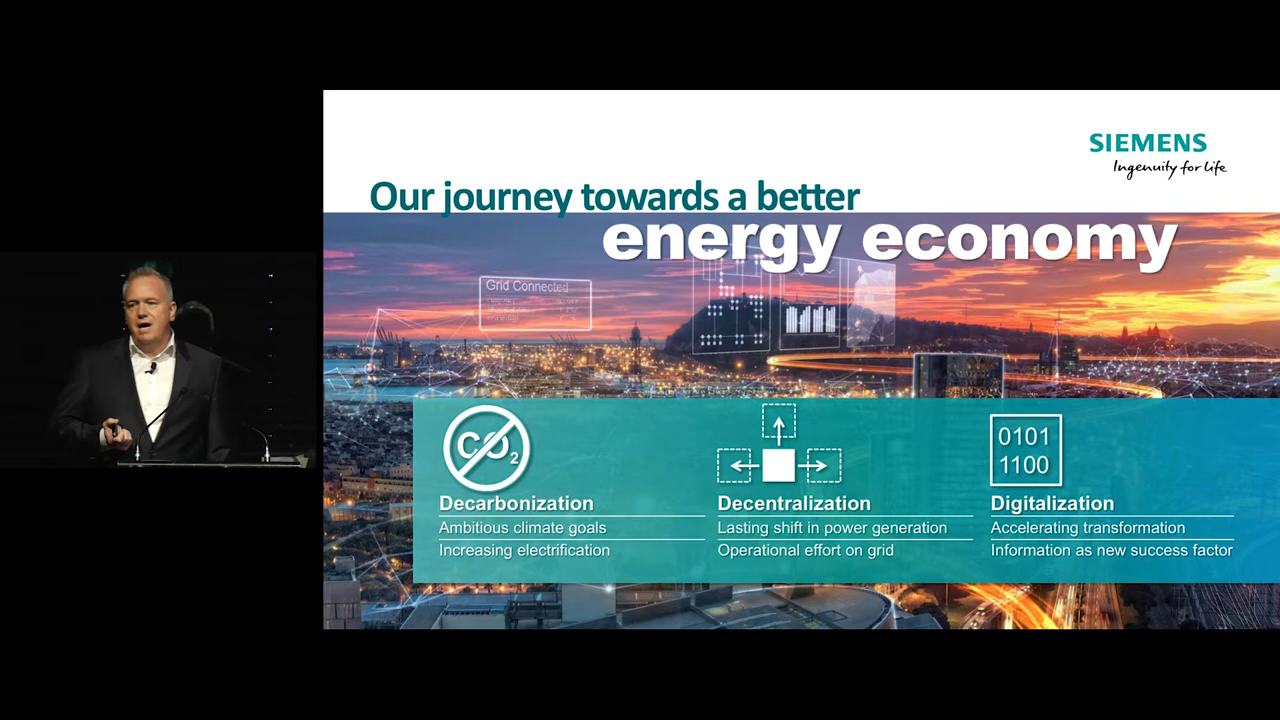 SIEMENS
Ingenuity for life
Our journey towards a better
energy economy
Grid Connected
CO2
Decarbonization
Ambitious climate goals
Increasing electrification
Decentralization
Lasting shift in power generation
Operational effort on grid
0101
1100
Digitalization
Accelerating transformation
Information as new success factor